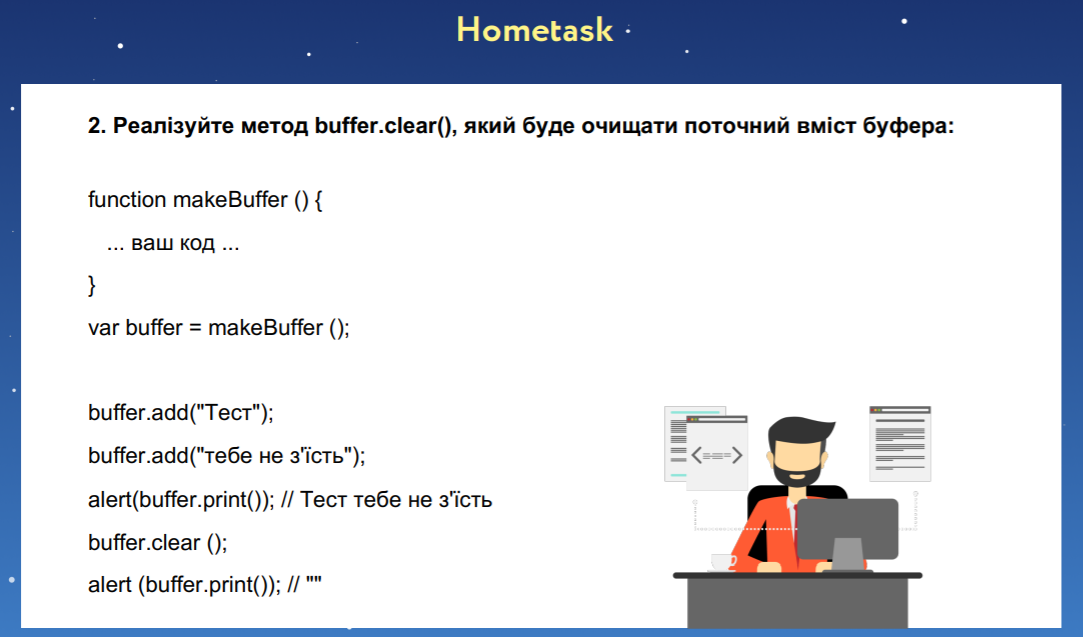 Hometask
2. Реалізуйте метод buffer.clear(), який буде очищати поточний вміст буфера:
function makeBuffer () {
... ваш код ...
}
var buffer = makeBuffer ();
buffer.add("Тест");
buffer.add("тебе не з'їсть");
alert(buffer.print()); // Тест тебе не з'їсть
buffer.clear ();
alert (buffer.print()); // ""